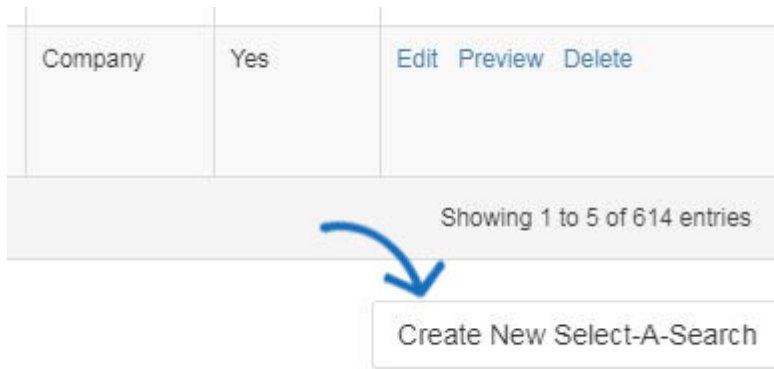 Company Yes Edit Preview Delete
Showing 1 to 5 of 614 entries
Create New Select-A-Search